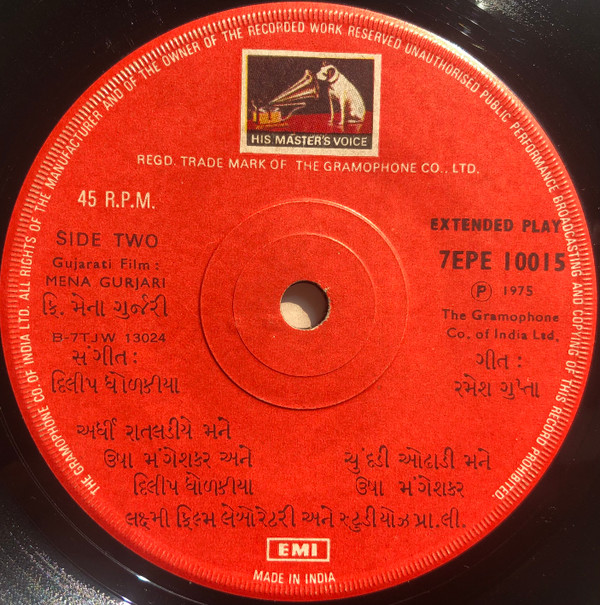 THE GRAMOPHONE CO. OF INDIA LTD. ALL RIGHTS OF THE MANUFACTURER AND OF THE OWNER OF THE RECORDED WORK RESERVED UNAUTHORISED PUBLIC PERFORMANCE BROADCASTING AND COPYING OF THIS RECORD PROHIBITED.
HIS MASTER'S VOICE
REGD. TRADE MARK OF THE GRAMOPHONE CO., LTD.
45 R.P.M.
SIDE TWO
Gujarati Film :
MENA GURJARI
ફિ. મેના ગુર્જરી
B-7TJW 13024
સંગીત :
દિલીપ ધોળકીયા
EXTENDED PLAY
7EPE 10015
Ⓟ 1975
The Gramophone
Co. of India Ltd.
ગીત :
રમેશ ગુપ્તા
અર્ધી રાતલડીયે મને
ઉષા મંગેશકર અને
દિલીપ ધોળકીયા
ચુંદડી ઓઢાડી મને
ઉષા મંગેશકર
લક્ષ્મી ફિલ્મ લેબોરેટરી અને સ્ટુડીયોઝ પ્રા.લી.
EMI
MADE IN INDIA